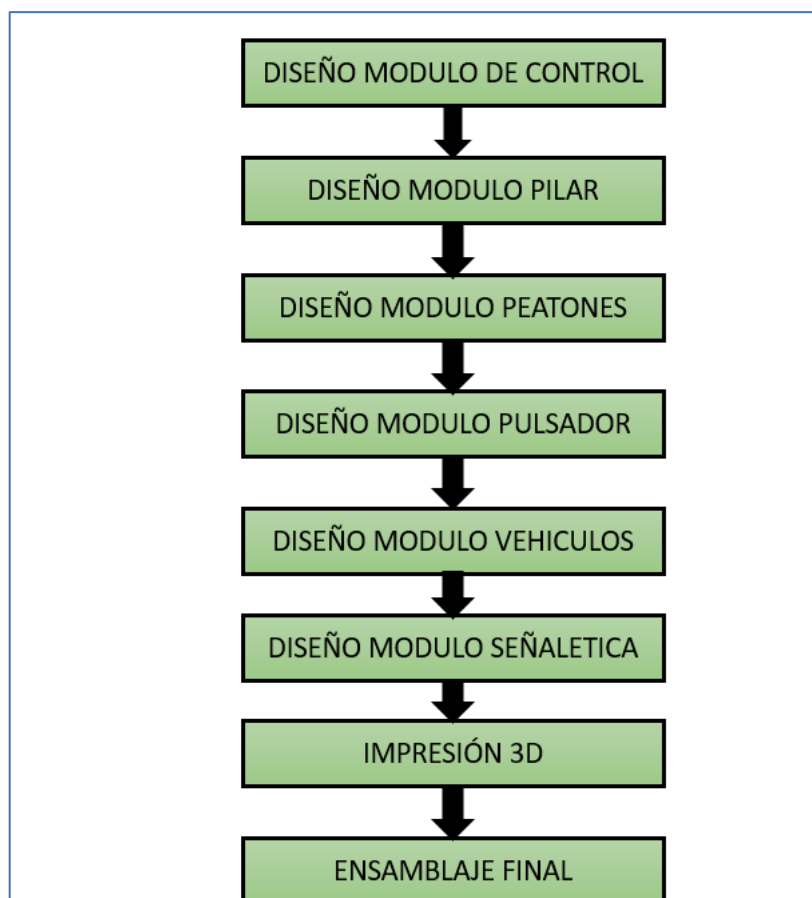 DISEÑO MODULO DE CONTROL
DISEÑO MODULO PILAR
DISEÑO MODULO PEATONES
DISEÑO MODULO PULSADOR
DISEÑO MODULO VEHICULOS
DISEÑO MODULO SEÑALETICA
IMPRESIÓN 3D
ENSAMBLAJE FINAL